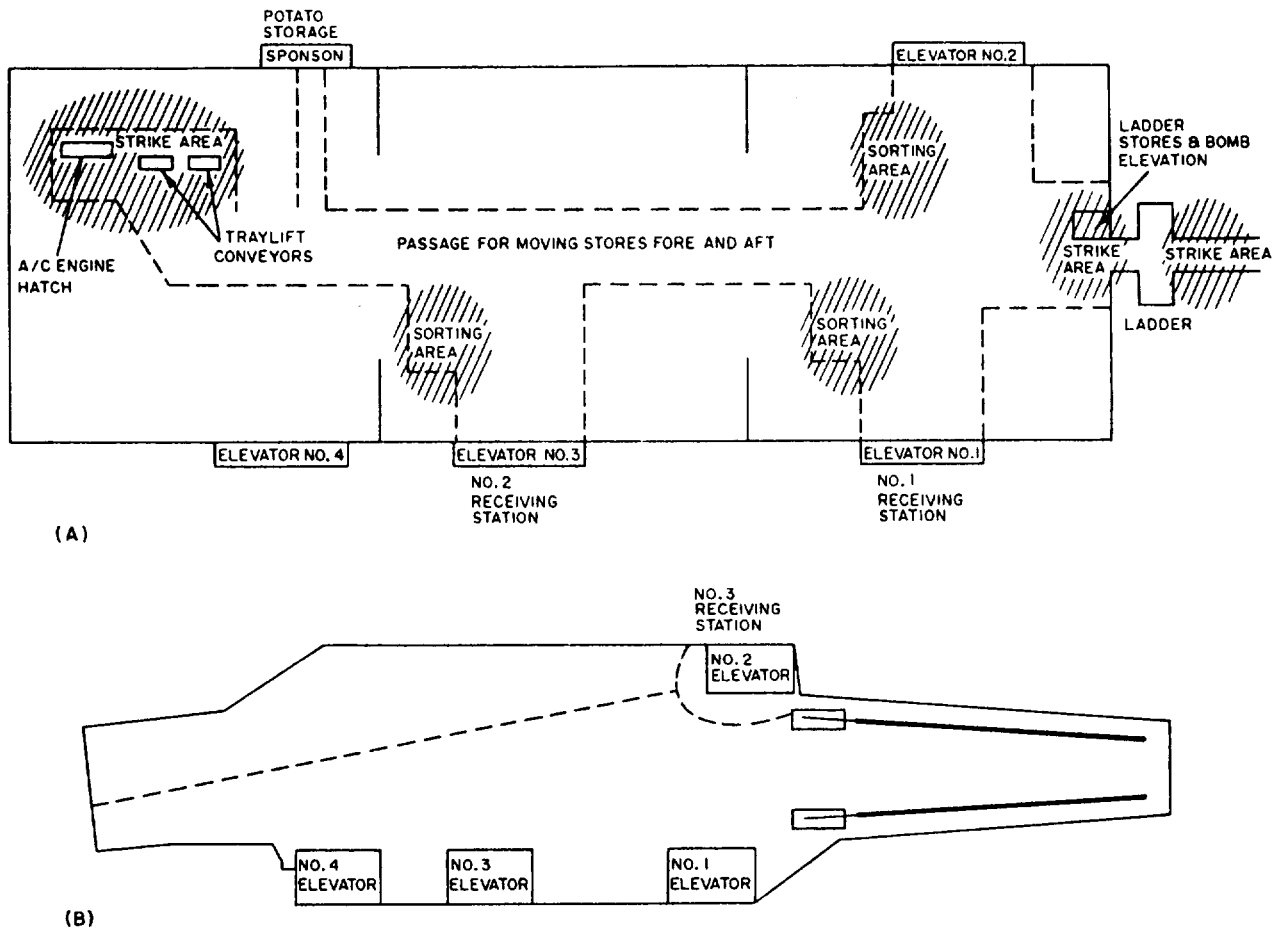 POTATO
STORAGE
SPONSON
ELEVATOR NO.2
STRIKE AREA
SORTING
AREA
LADDER
STORES & BOMB
ELEVATION
TRAYLIFT
CONVEYORS
A/C ENGINE
HATCH
PASSAGE FOR MOVING STORES FORE AND AFT
STRIKE
AREA
STRIKE AREA
LADDER
SORTING
AREA
SORTING
AREA
ELEVATOR NO. 4
ELEVATOR NO.3
ELEVATOR NO.1
NO. 2
RECEIVING
STATION
NO. 1
RECEIVING
STATION
(A)
NO. 3
RECEIVING
STATION
NO. 2
ELEVATOR
NO. 4
ELEVATOR
NO. 3
ELEVATOR
NO. 1
ELEVATOR
(B)